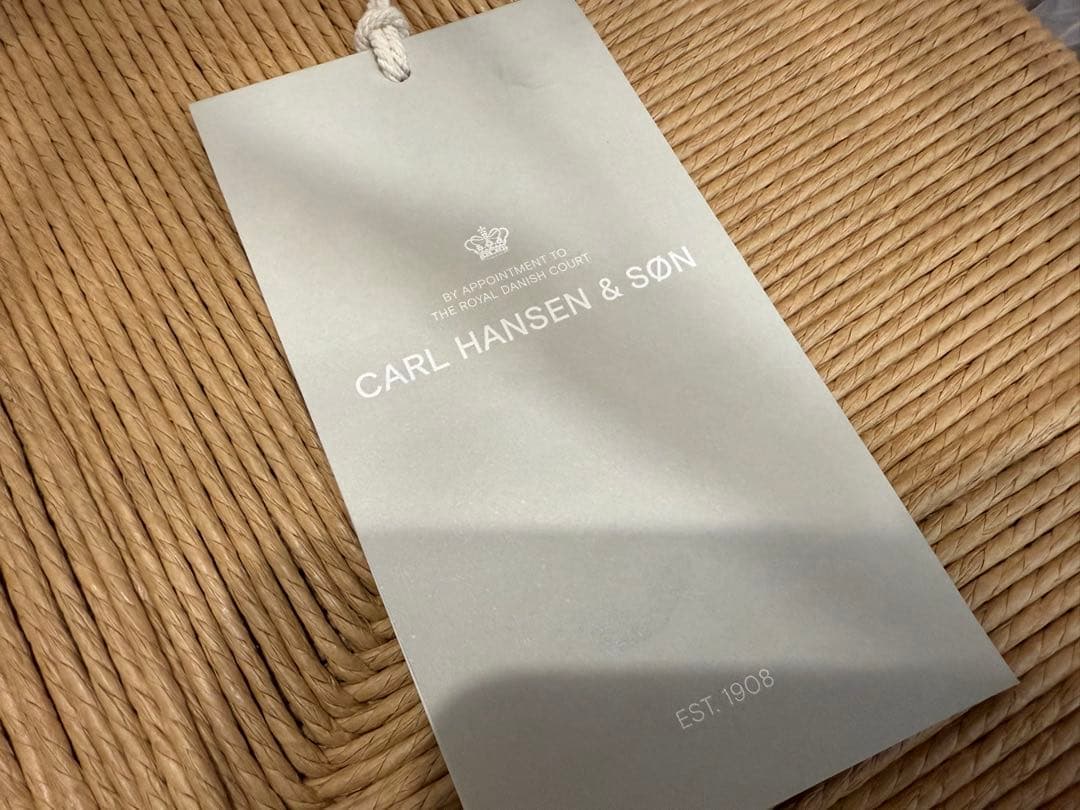 BY APPOINTMENT TO
THE ROYAL DANISH COURT
CARL HANSEN & SØN
EST. 1908